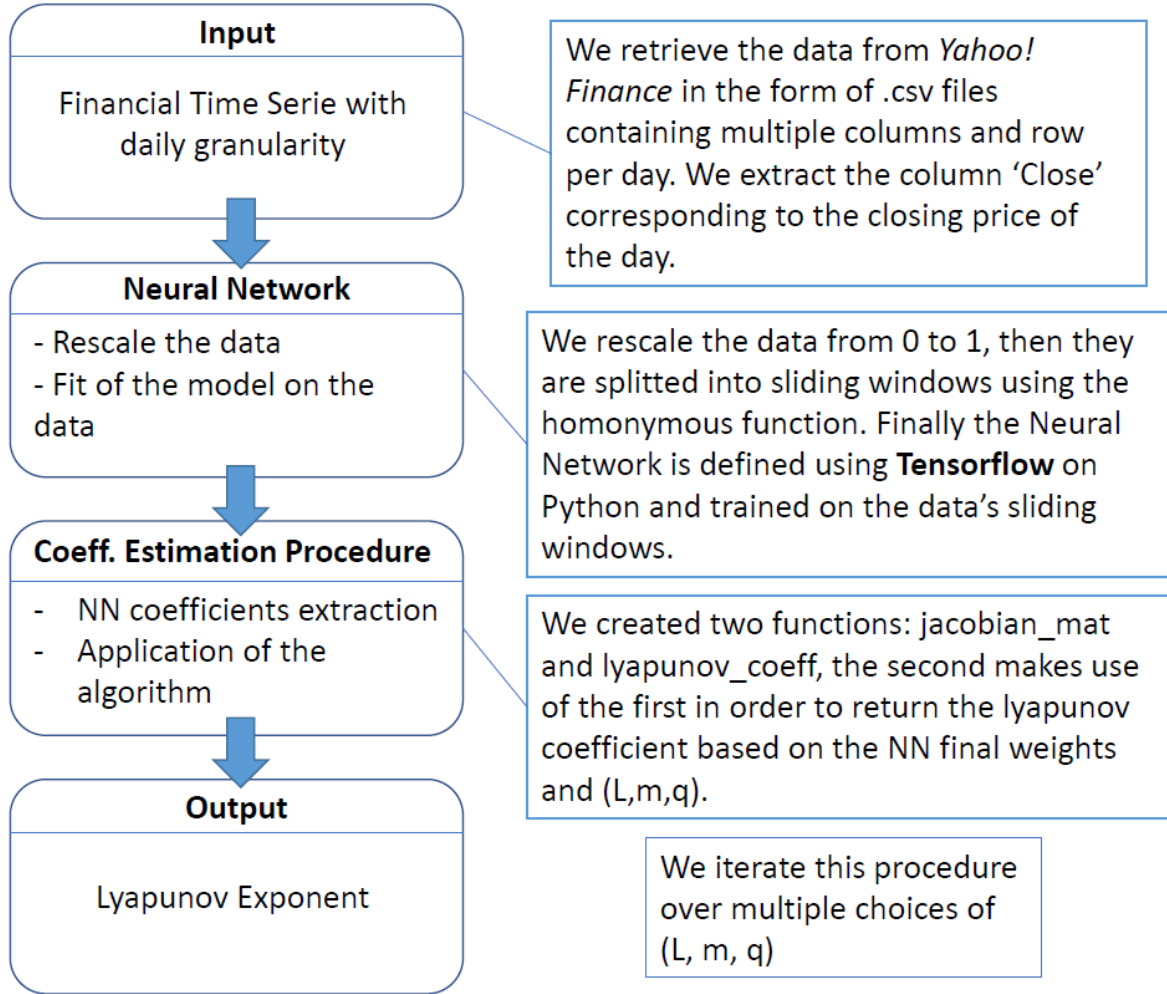 Input
Financial Time Serie with
daily granularity
We retrieve the data from Yahoo!
Finance in the form of .csv files
containing multiple columns and row
per day. We extract the column ‘Close’
corresponding to the closing price of
the day.
Neural Network
- Rescale the data
- Fit of the model on the
data
We rescale the data from 0 to 1, then they
are splitted into sliding windows using the
homonymous function. Finally the Neural
Network is defined using Tensorflow on
Python and trained on the data’s sliding
windows.
Coeff. Estimation Procedure
- NN coefficients extraction
- Application of the
algorithm
We created two functions: jacobian_mat
and lyapunov_coeff, the second makes use
of the first in order to return the lyapunov
coefficient based on the NN final weights
and (L,m,q).
Output
Lyapunov Exponent
We iterate this procedure
over multiple choices of
(L, m, q)